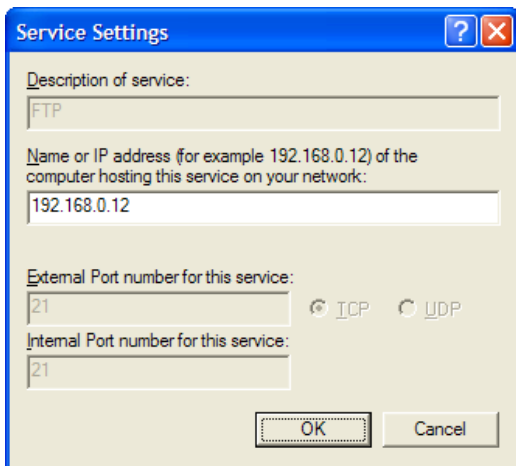 Service Settings
Description of service:
FTP
Name or IP address (for example 192.168.0.12) of the
computer hosting this service on your network:
192.168.0.12
External Port number for this service:
21 TCP UDP
Internal Port number for this service:
21
OK Cancel